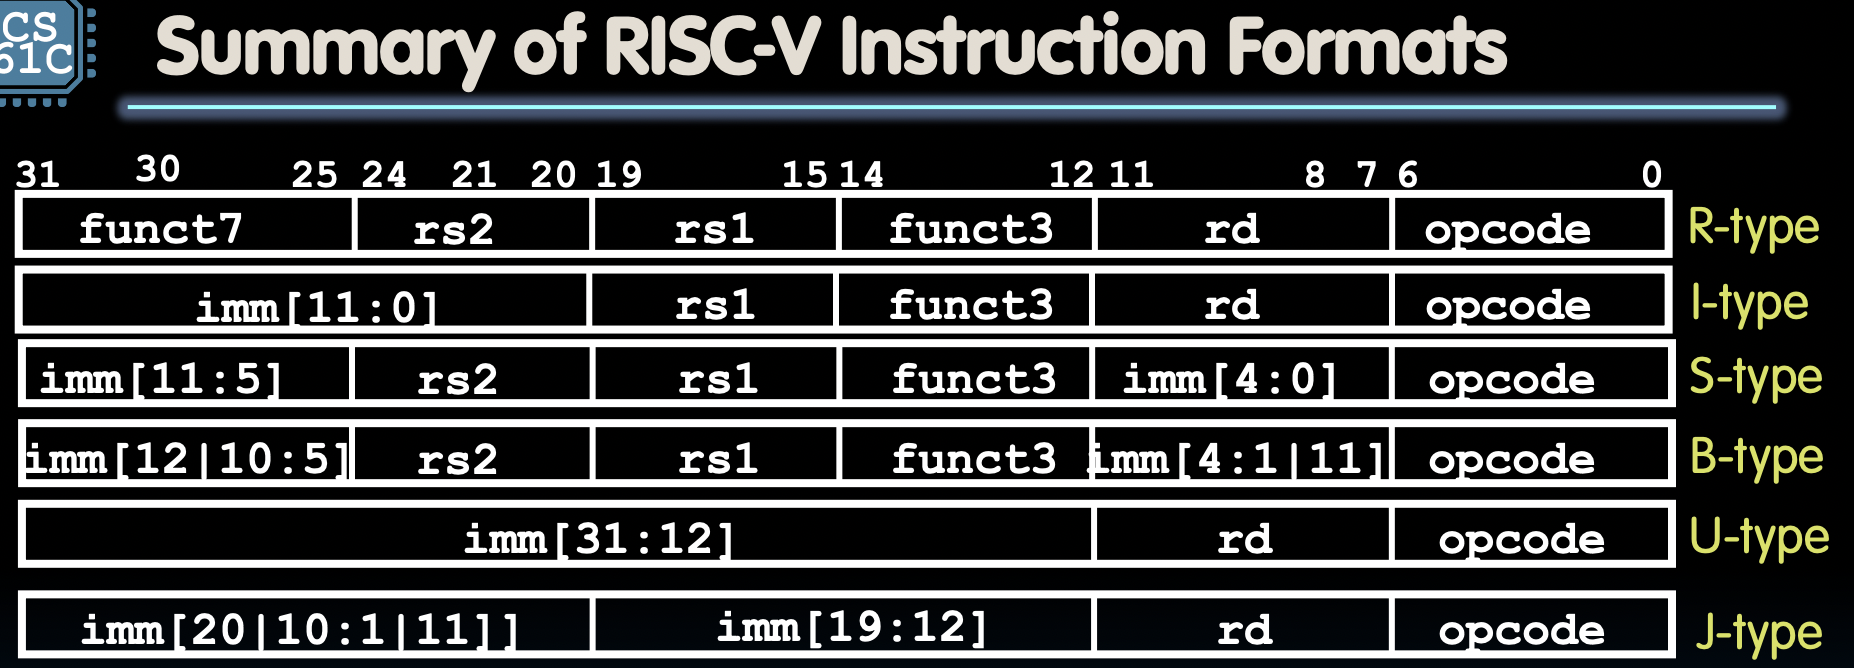 CS
61C
Summary of RISC-V Instruction Formats
31 30 25 24 21 20 19 15 14 12 11 8 7 6 0
funct7 rs2 rs1 funct3 rd opcode R-type
imm[11:0] rs1 funct3 rd opcode I-type
imm[11:5] rs2 rs1 funct3 imm[4:0] opcode S-type
imm[12|10:5] rs2 rs1 funct3 imm[4:1|11] opcode B-type
imm[31:12] rd opcode U-type
imm[20|10:1|11]] imm[19:12] rd opcode J-type